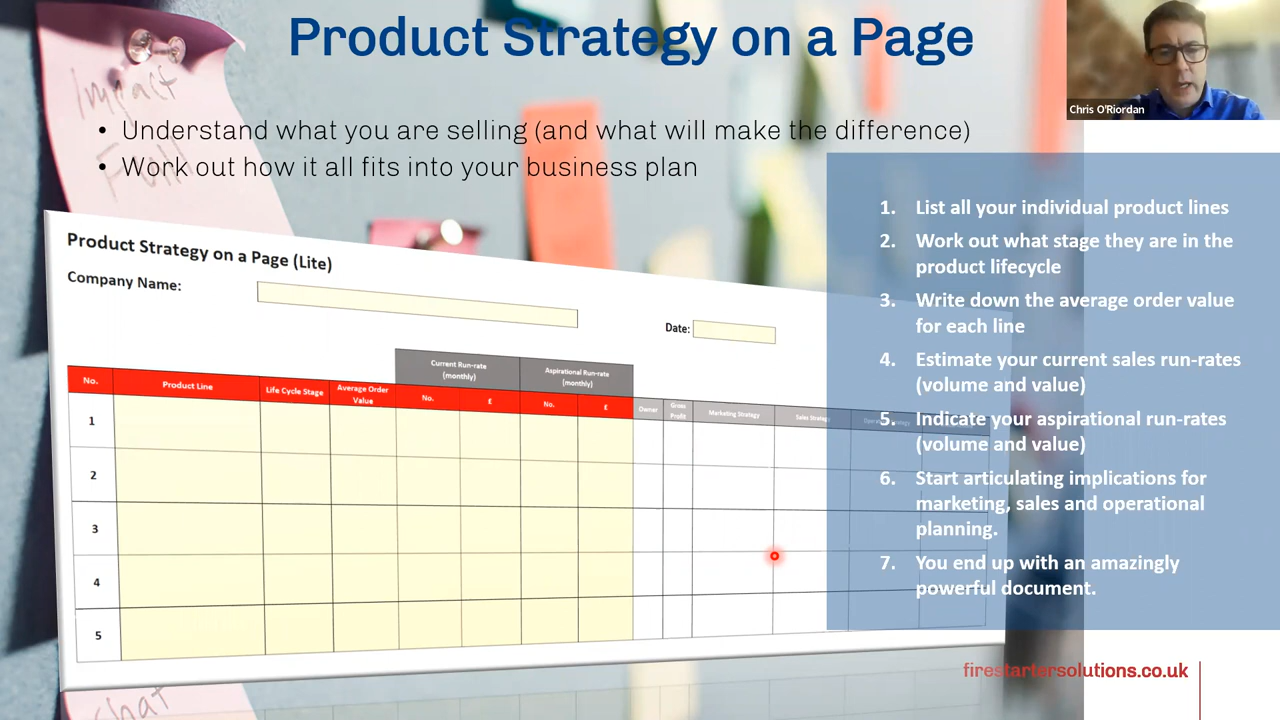 Product Strategy on a Page
Chris O'Riordan
Impact
Full
• Understand what you are selling (and what will make the difference)
• Work out how it all fits into your business plan
Product Strategy on a Page (Lite)
Company Name:
Date:
Current Run-rate
(monthly)
Aspirational Run-rate
(monthly)
No.
Product Line
Life Cycle Stage
Average Order
Value
No.
£
No.
£
Owner
Gross
Profit
Marketing Strategy
Sales Strategy
1
2
3
4
5
1. List all your individual product lines
2. Work out what stage they are in the
product lifecycle
3. Write down the average order value
for each line
4. Estimate your current sales run-rates
(volume and value)
5. Indicate your aspirational run-rates
(volume and value)
6. Start articulating implications for
marketing, sales and operational
planning.
7. You end up with an amazingly
powerful document.
firestartersolutions.co.uk